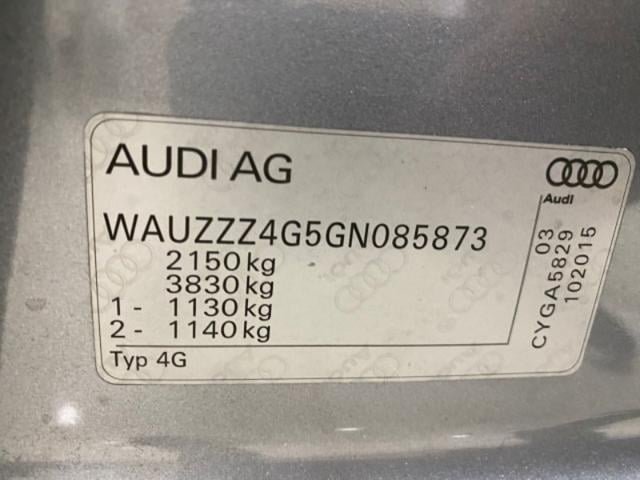 AUDI AG
WAUZZZ4G5GN085873
2150 kg
3830 kg
1 - 1130 kg
2 - 1140 kg
Typ 4G
Audi
03
CYGA5829
102015